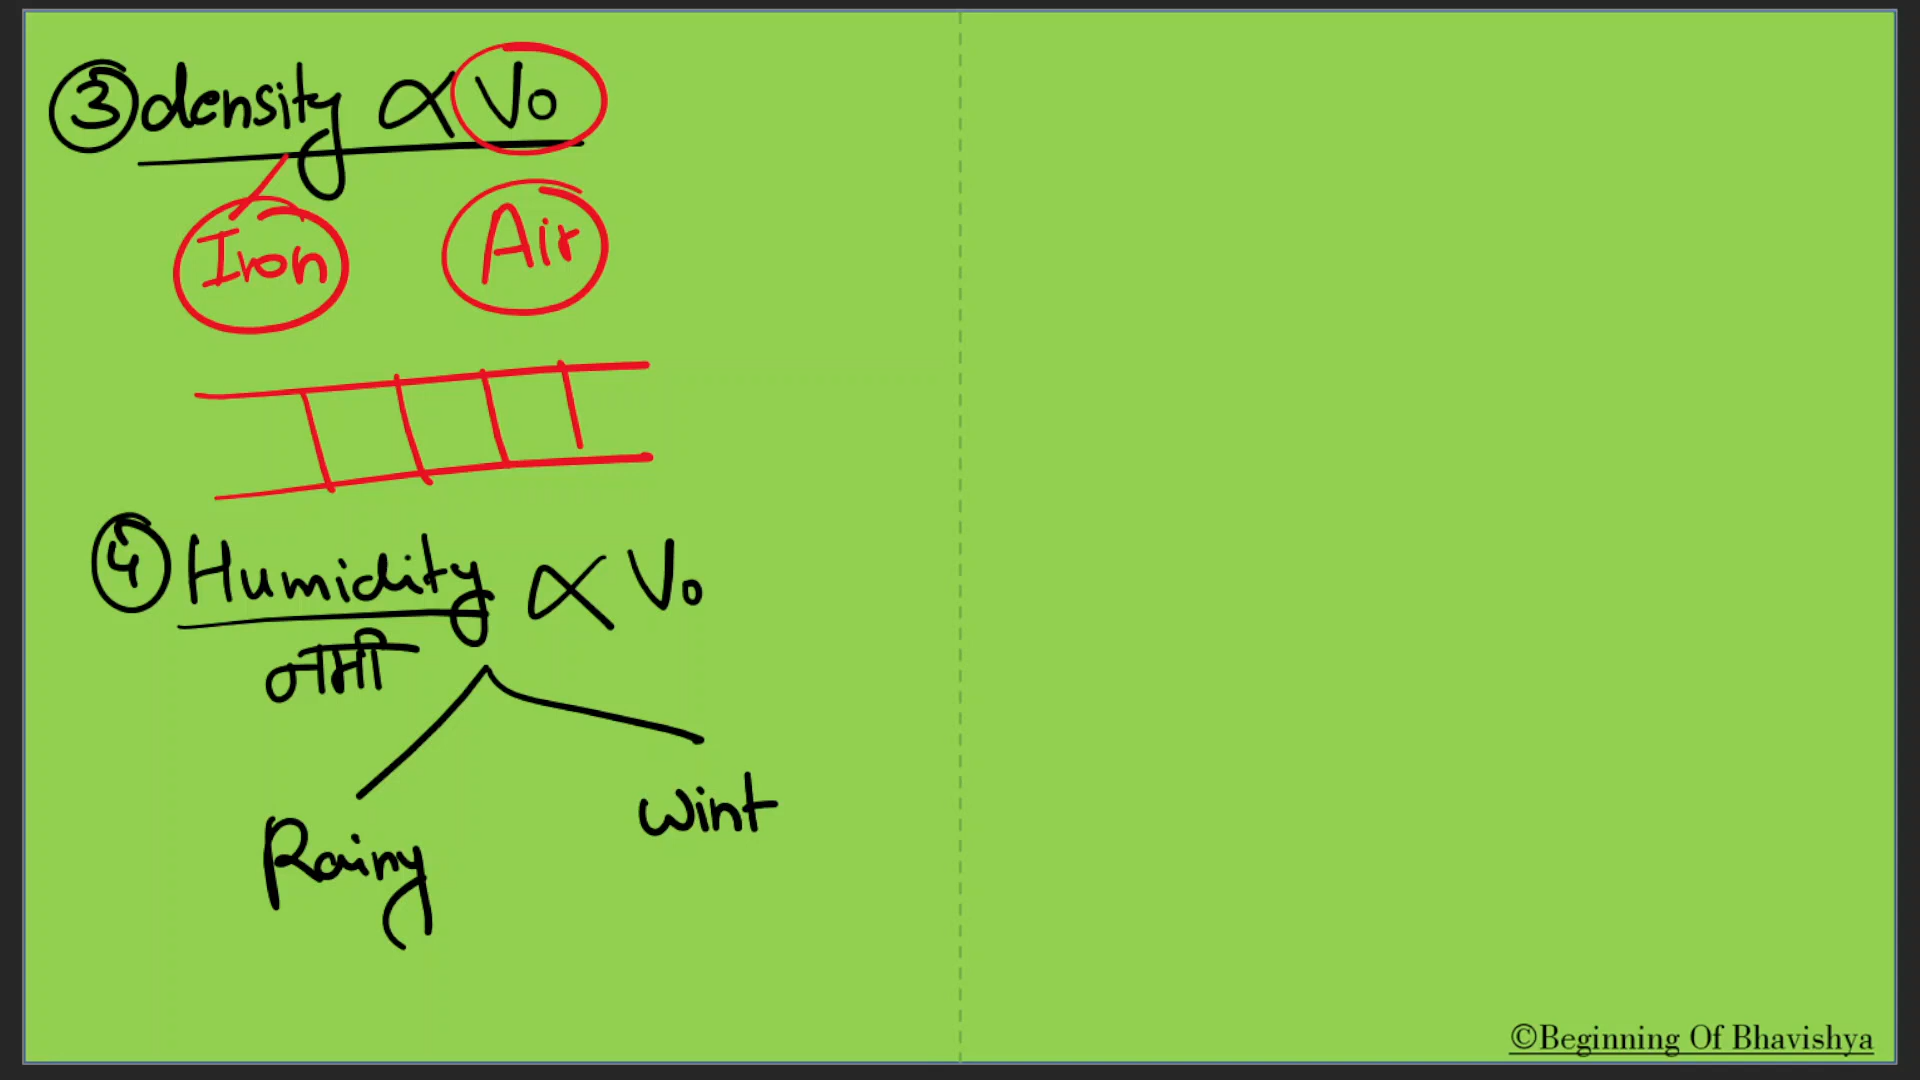 ③ density ∝ Vo
Iron Air
④ Humidity ∝ Vo
नमी
Rainy wint
©Beginning Of Bhavishya